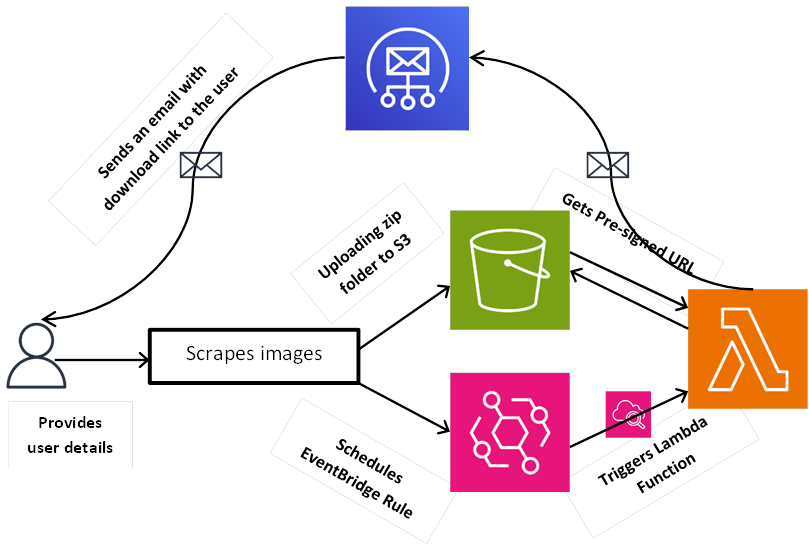 Sends an email with
download link to the user
Uploading zip
folder to S3
Gets Pre-signed URL
Scrapes images
Provides
user details
Schedules
EventBridge Rule
Triggers Lambda
Function